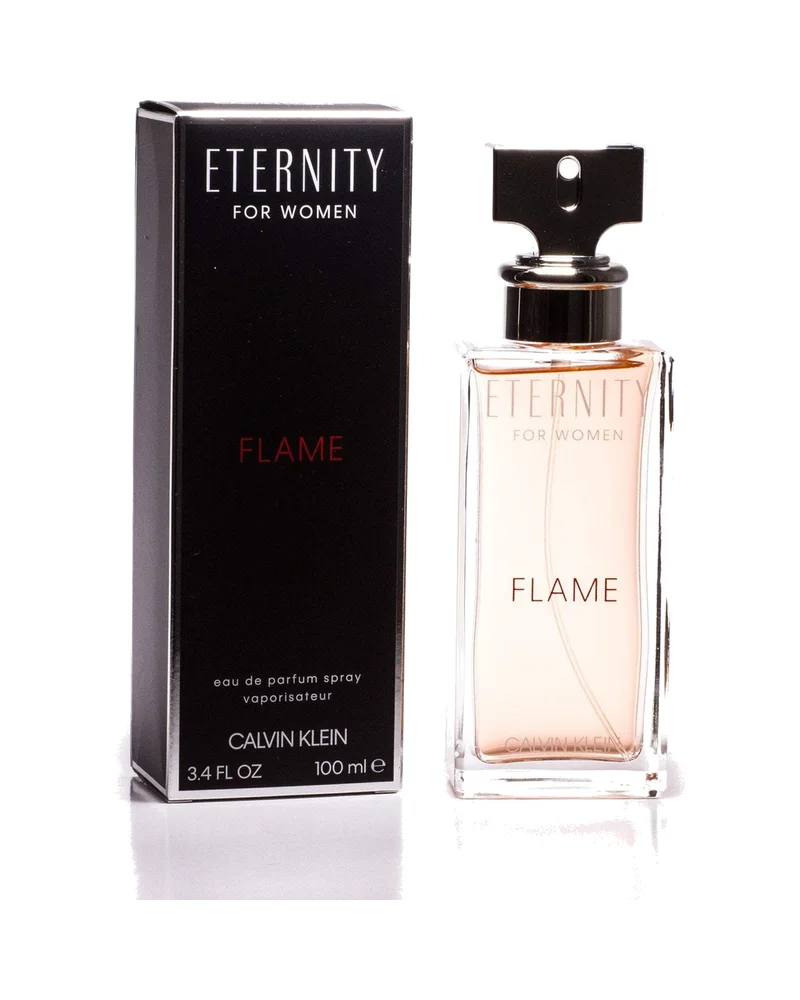 ETERNITY
FOR WOMEN
FLAME
eau de parfum spray
vaporisateur
CALVIN KLEIN
3.4 FL OZ 100 ml ℮
ETERNITY
FOR WOMEN
FLAME
CALVIN KLEIN